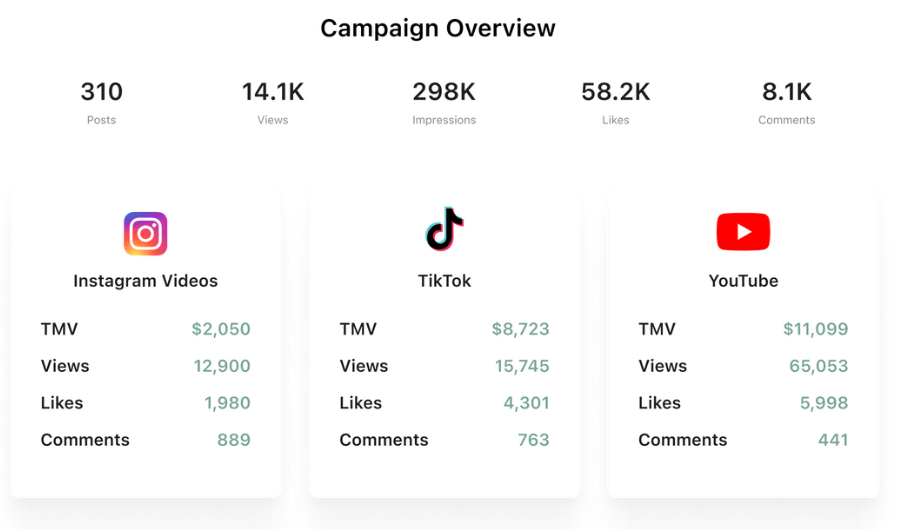 Campaign Overview
310 14.1K 298K 58.2K 8.1K
Posts Views Impressions Likes Comments
Instagram Videos
TMV $2,050
Views 12,900
Likes 1,980
Comments 889
TikTok
TMV $8,723
Views 15,745
Likes 4,301
Comments 763
YouTube
TMV $11,099
Views 65,053
Likes 5,998
Comments 441